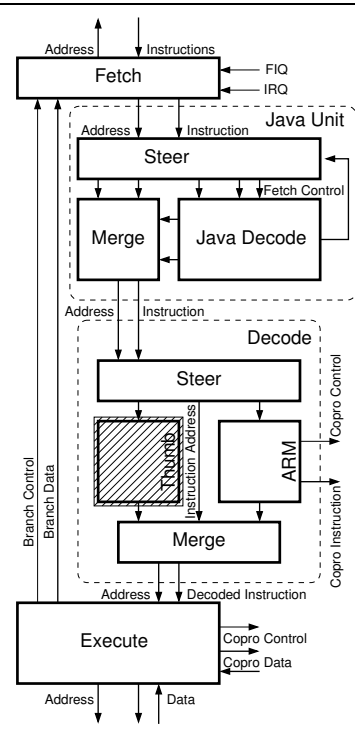 Address
Instructions
Fetch
FIQ
IRQ
Java Unit
Address
Instruction
Steer
Fetch Control
Merge
Java Decode
Address
Instruction
Decode
Steer
Copro Control
Thumb
Instruction Address
ARM
Copro Instruction
Branch Control
Branch Data
Merge
Address
Decoded Instruction
Execute
Copro Control
Copro Data
Address
Data